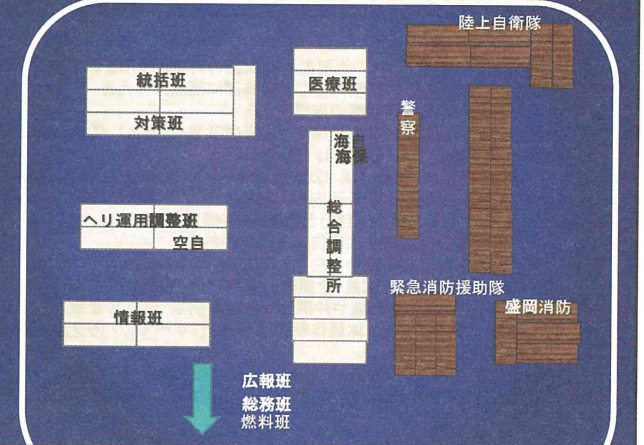 陸上自衛隊
統括班
対策班
医療班
警察
海自
海保
ヘリ運用調整班
空自
総合調整所
緊急消防援助隊
盛岡消防
情報班
広報班
総務班
燃料班